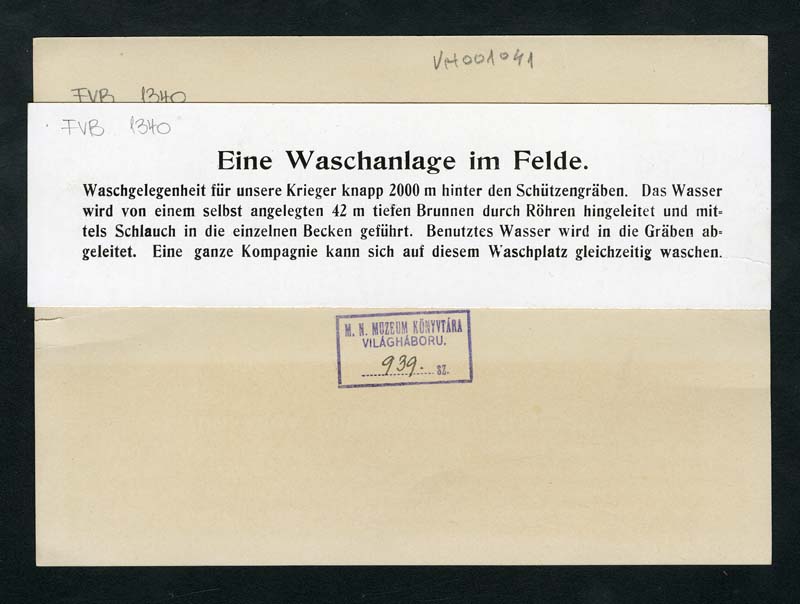 VH001041
FVB 1340
FVB 1340
Eine Waschanlage im Felde.
Waschgelegenheit für unsere Krieger knapp 2000 m hinter den Schützengräben. Das Wasser
wird von einem selbst angelegten 42 m tiefen Brunnen durch Röhren hingeleitet und mit=
tels Schlauch in die einzelnen Becken geführt. Benutztes Wasser wird in die Gräben ab=
geleitet. Eine ganze Kompagnie kann sich auf diesem Waschplatz gleichzeitig waschen.
M. N. MUZEUM KÖNYVTÁRA
VILÁGHÁBORU.
939. SZ.